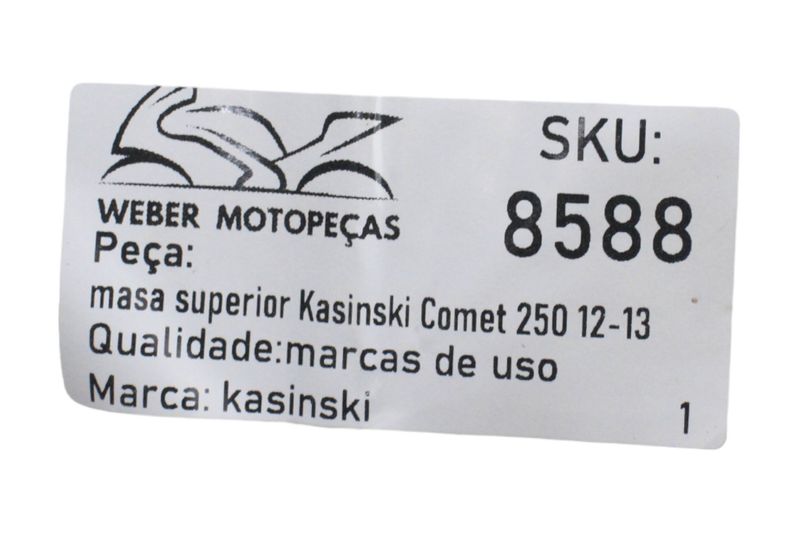 WEBER MOTOPEÇAS
SKU:
8588
Peça:
masa superior Kasinski Comet 250 12-13
Qualidade:marcas de uso
Marca: kasinski
1